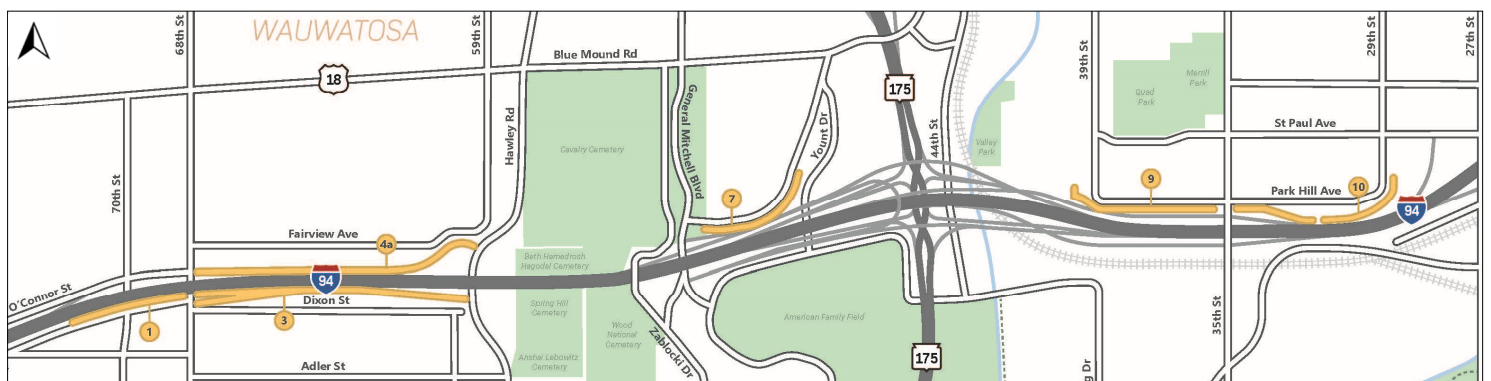 WAUWATOSA
68th St
59th St
Blue Mound Rd
18
70th St
Hawley Rd
Cavalry Cemetery
General Mitchell Blvd
7
Yount Dr
175
44th St
Valley
Park
39th St
Quad
Park
Merrill
Park
29th St
27th St
St Paul Ave
9
Park Hill Ave
10
94
Fairview Ave
4a
94
O'Connor St
1
3
Dixon St
Adler St
Beth Hamedrosh
Hagodel Cemetery
Spring Hill
Cemetery
Anshai Lebowitz
Cemetery
Wood
National
Cemetery
Zablocki Dr
American Family Field
175
35th St
g Dr